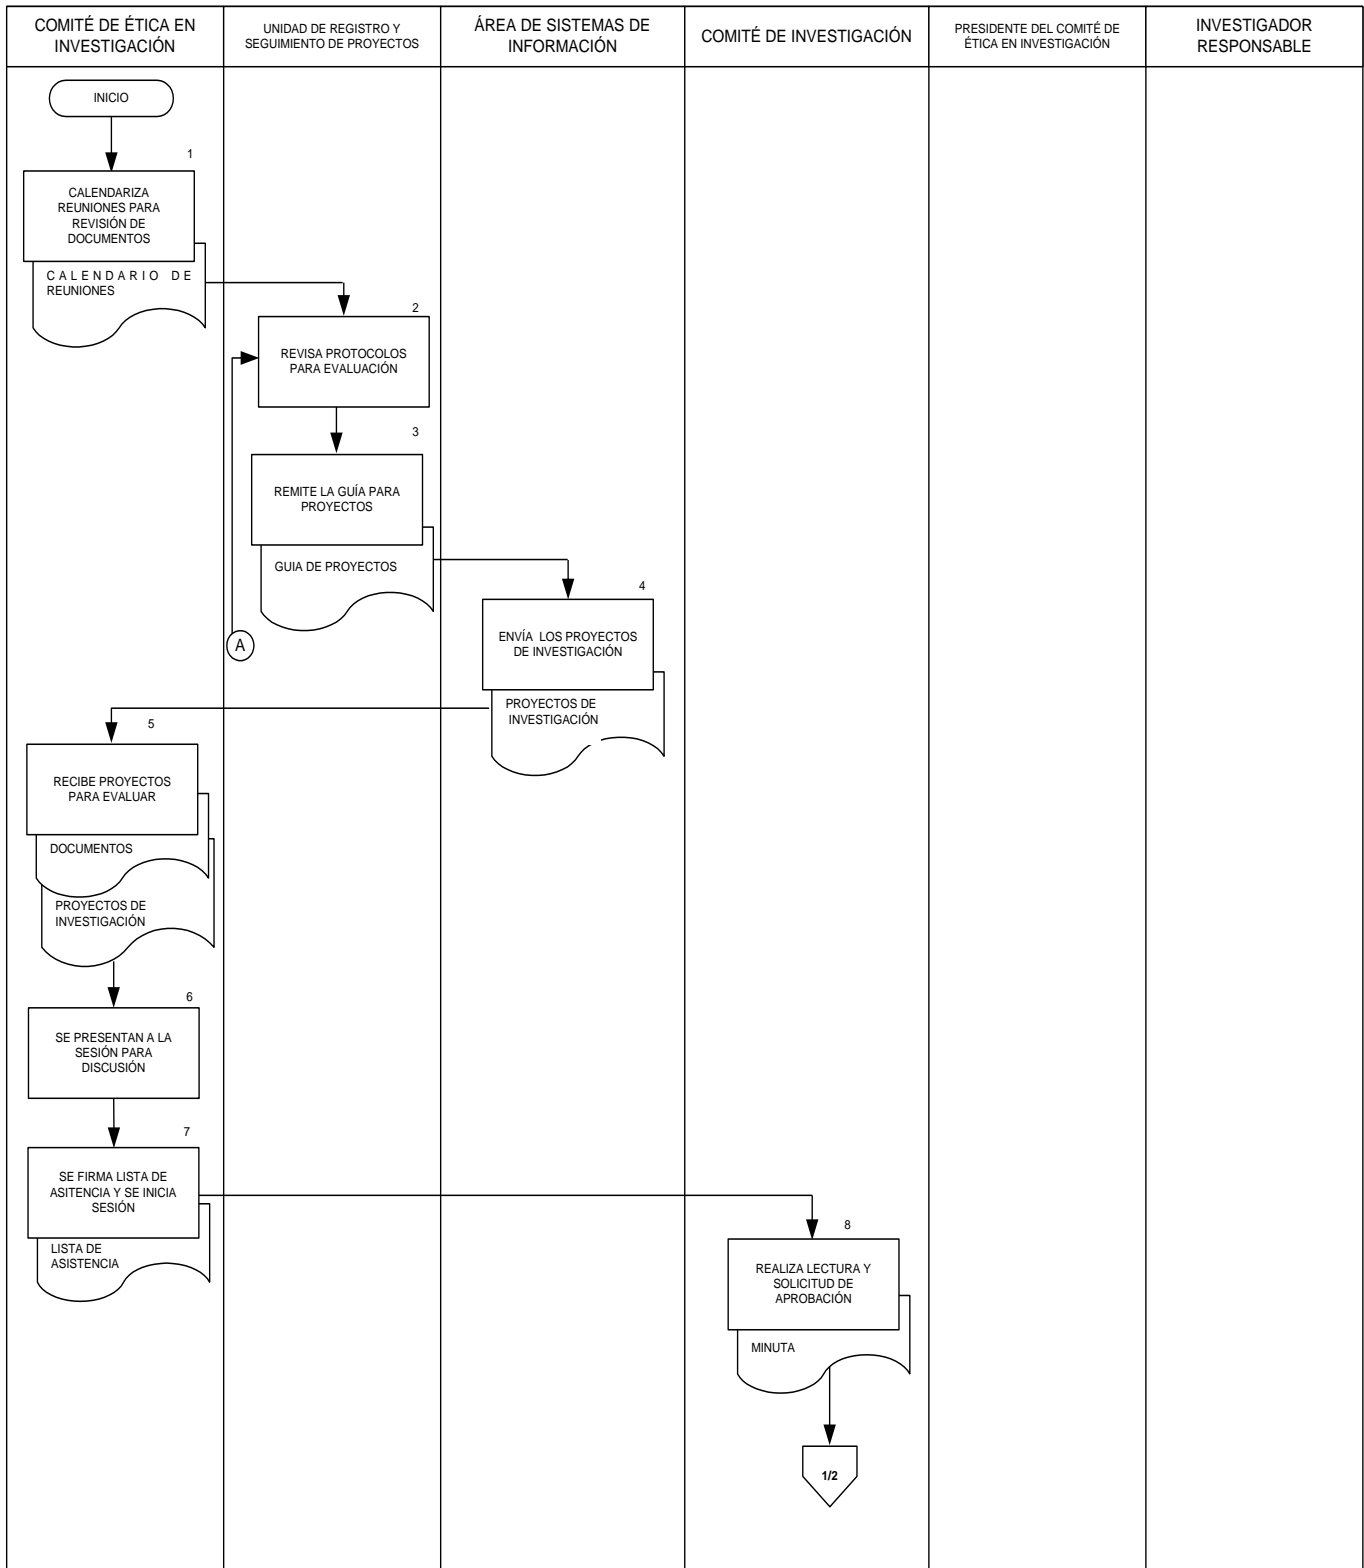 COMITÉ DE ÉTICA EN
INVESTIGACIÓN
UNIDAD DE REGISTRO Y
SEGUIMIENTO DE PROYECTOS
ÁREA DE SISTEMAS DE
INFORMACIÓN
COMITÉ DE INVESTIGACIÓN
PRESIDENTE DEL COMITÉ DE
ÉTICA EN INVESTIGACIÓN
INVESTIGADOR
RESPONSABLE
INICIO
1
CALENDARIZA
REUNIONES PARA
REVISIÓN DE
DOCUMENTOS
CALENDARIO DE
REUNIONES
2
REVISA PROTOCOLOS
PARA EVALUACIÓN
3
REMITE LA GUÍA PARA
PROYECTOS
GUIA DE PROYECTOS
A
4
ENVÍA LOS PROYECTOS
DE INVESTIGACIÓN
PROYECTOS DE
INVESTIGACIÓN
5
RECIBE PROYECTOS
PARA EVALUAR
DOCUMENTOS
PROYECTOS DE
INVESTIGACIÓN
6
SE PRESENTAN A LA
SESIÓN PARA
DISCUSIÓN
7
SE FIRMA LISTA DE
ASITENCIA Y SE INICIA
SESIÓN
LISTA DE
ASISTENCIA
8
REALIZA LECTURA Y
SOLICITUD DE
APROBACIÓN
MINUTA
1/2